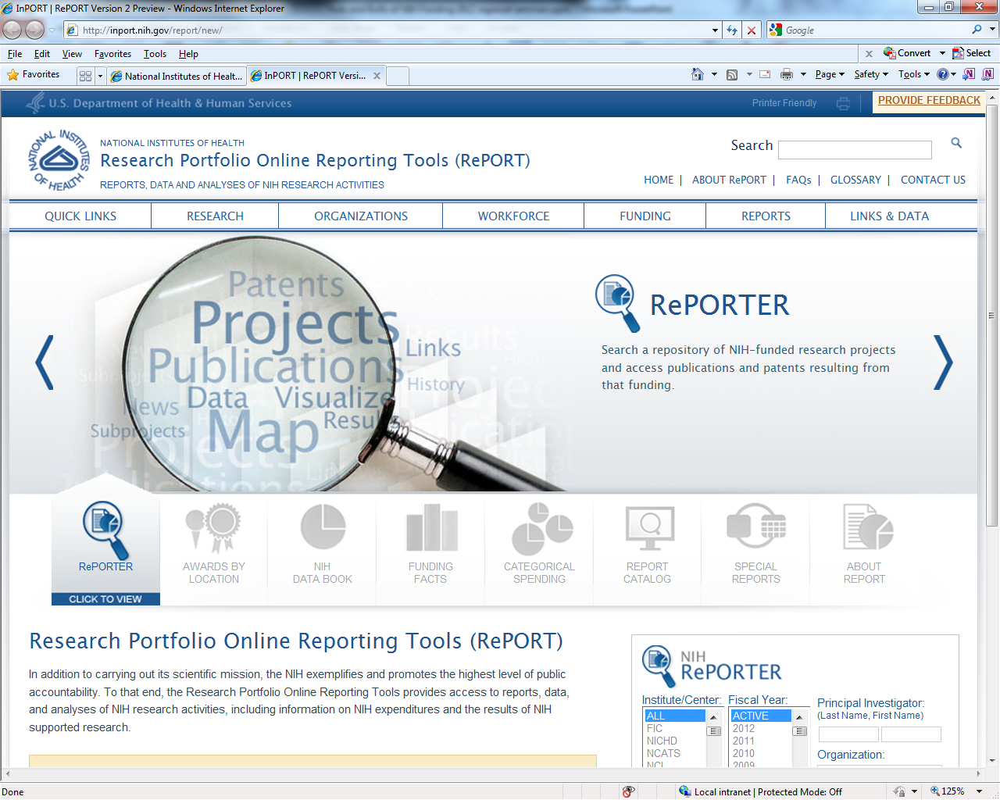 InPORT | RePORT Version 2 Preview - Windows Internet Explorer
http://inport.nih.gov/report/new/
Google
File Edit View Favorites Tools Help
Convert Select
Favorites
National Institutes of Healt...
InPORT | RePORT Versi...
Page Safety Tools
U.S. Department of Health & Human Services
Printer Friendly
PROVIDE FEEDBACK
NATIONAL INSTITUTES OF HEALTH
NATIONAL INSTITUTES OF HEALTH
Research Portfolio Online Reporting Tools (RePORT)
REPORTS, DATA AND ANALYSES OF NIH RESEARCH ACTIVITIES
Search
HOME | ABOUT RePORT | FAQs | GLOSSARY | CONTACT US
QUICK LINKS RESEARCH ORGANIZATIONS WORKFORCE FUNDING REPORTS LINKS & DATA
Patents
Projects
Links
Publications
History
Data Visualize
News
Results
Subprojects
Map
RePORTER
Search a repository of NIH-funded research projects
and access publications and patents resulting from
that funding.
RePORTER
CLICK TO VIEW
AWARDS BY
LOCATION
NIH
DATA BOOK
FUNDING
FACTS
CATEGORICAL
SPENDING
REPORT
CATALOG
SPECIAL
REPORTS
ABOUT
REPORT
Research Portfolio Online Reporting Tools (RePORT)
In addition to carrying out its scientific mission, the NIH exemplifies and promotes the highest level of public
accountability. To that end, the Research Portfolio Online Reporting Tools provides access to reports, data,
and analyses of NIH research activities, including information on NIH expenditures and the results of NIH
supported research.
NIH
RePORTER
Institute/Center:
ALL
FIC
NICHD
NCATS
NCI
Fiscal Year:
ACTIVE
2012
2011
2010
2009
Principal Investigator:
(Last Name, First Name)
Organization:
Done
Local intranet | Protected Mode: Off
125%